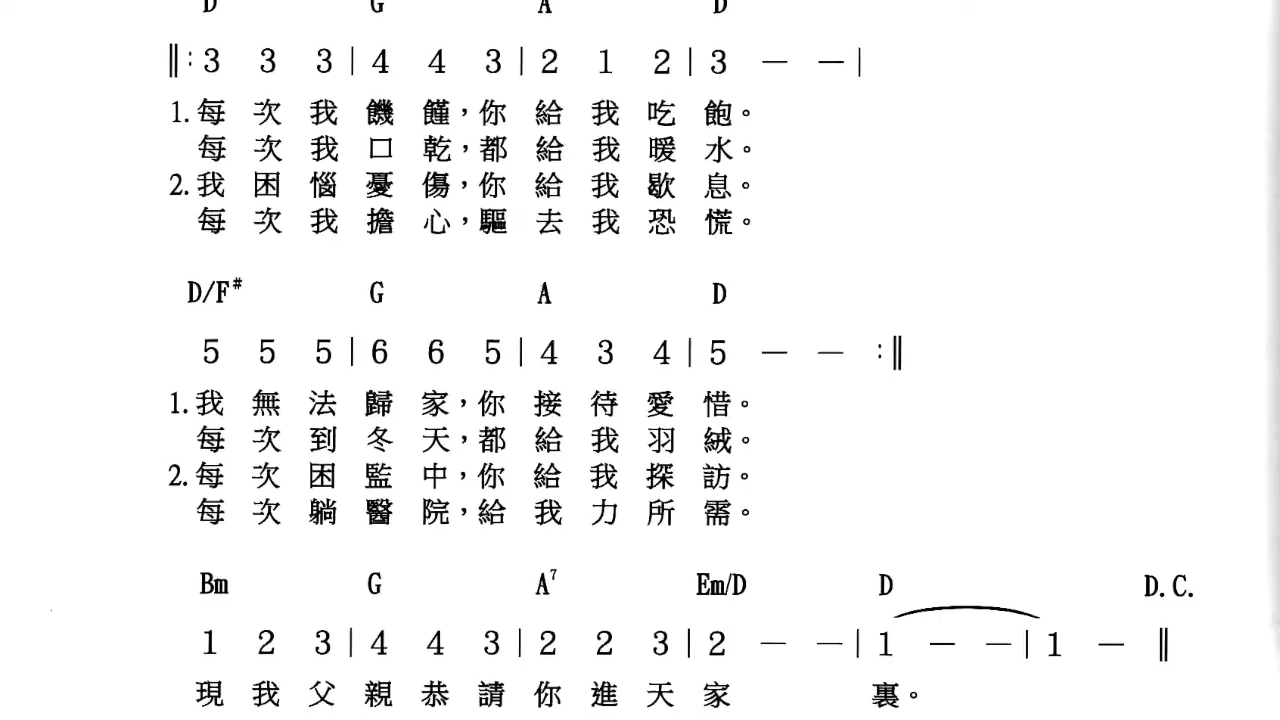 D G A D
‖: 3 3 3 | 4 4 3 | 2 1 2 | 3 — — |
1.每次我饑饉，你給我吃飽。
每次我口乾，都給我暖水。
2.我困惱憂傷，你給我歇息。
每次我擔心，驅去我恐慌。
D/F# G A D
5 5 5 | 6 6 5 | 4 3 4 | 5 — — :‖
1.我無法歸家，你接待愛惜。
每次到冬天，都給我羽絨。
2.每次困監中，你給我探訪。
每次躺醫院，給我力所需。
Bm G A7 Em/D D D.C.
1 2 3 | 4 4 3 | 2 2 3 | 2 — — | 1 — — | 1 — ‖
現我父親恭請你進天家裏。